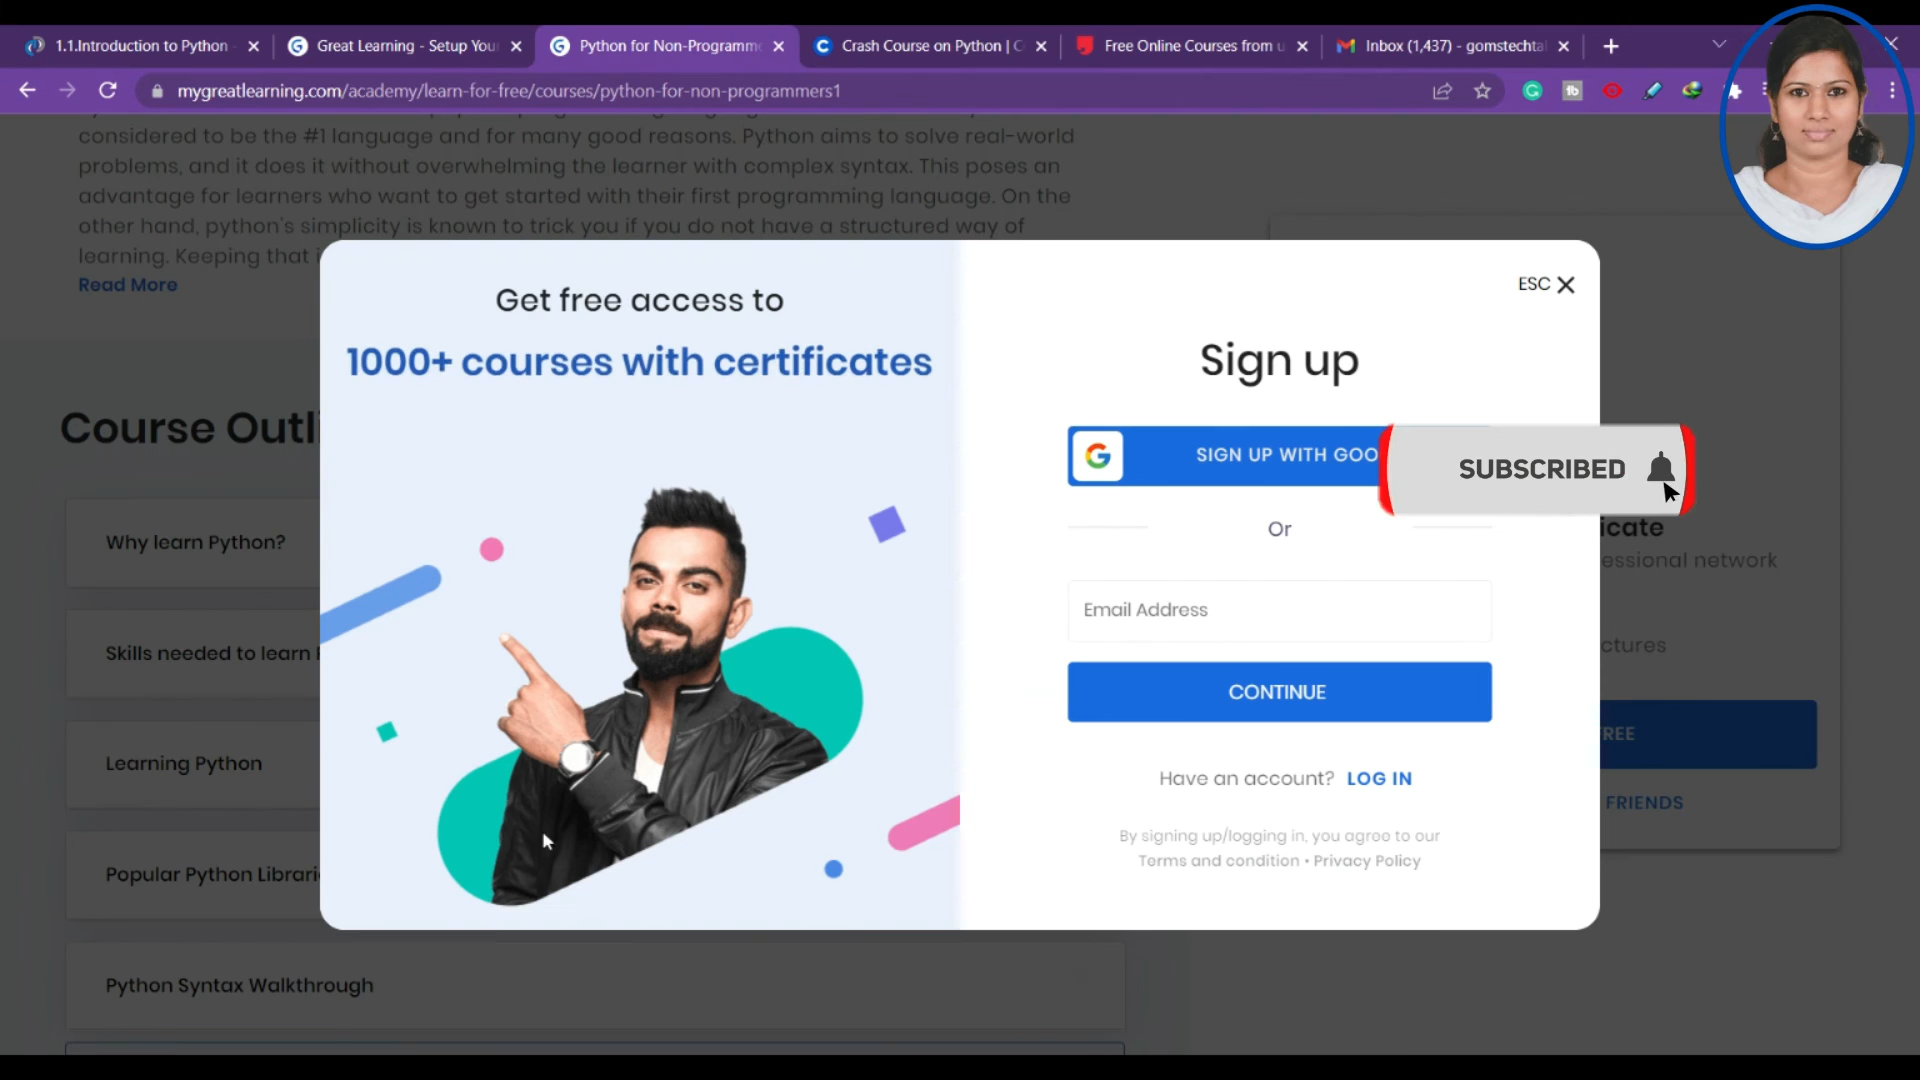 1.1.Introduction to Python
Great Learning - Setup You
Python for Non-Programm
Crash Course on Python | C
Free Online Courses from u
Inbox (1,437) - gomstechta
mygreatlearning.com/academy/learn-for-free/courses/python-for-non-programmers1
considered to be the #1 language and for many good reasons. Python aims to solve real-world
problems, and it does it without overwhelming the learner with complex syntax. This poses an
advantage for learners who want to get started with their first programming language. On the
other hand, python's simplicity is known to trick you if you do not have a structured way of
learning. Keeping that i
Read More
Course Outli
Why learn Python?
Skills needed to learn
Learning Python
Popular Python Librari
Python Syntax Walkthrough
Get free access to
1000+ courses with certificates
ESC
Sign up
SIGN UP WITH GOO
SUBSCRIBED
Or
Email Address
CONTINUE
Have an account? LOG IN
By signing up/logging in, you agree to our
Terms and condition • Privacy Policy
icate
essional network
ctures
FREE
FRIENDS